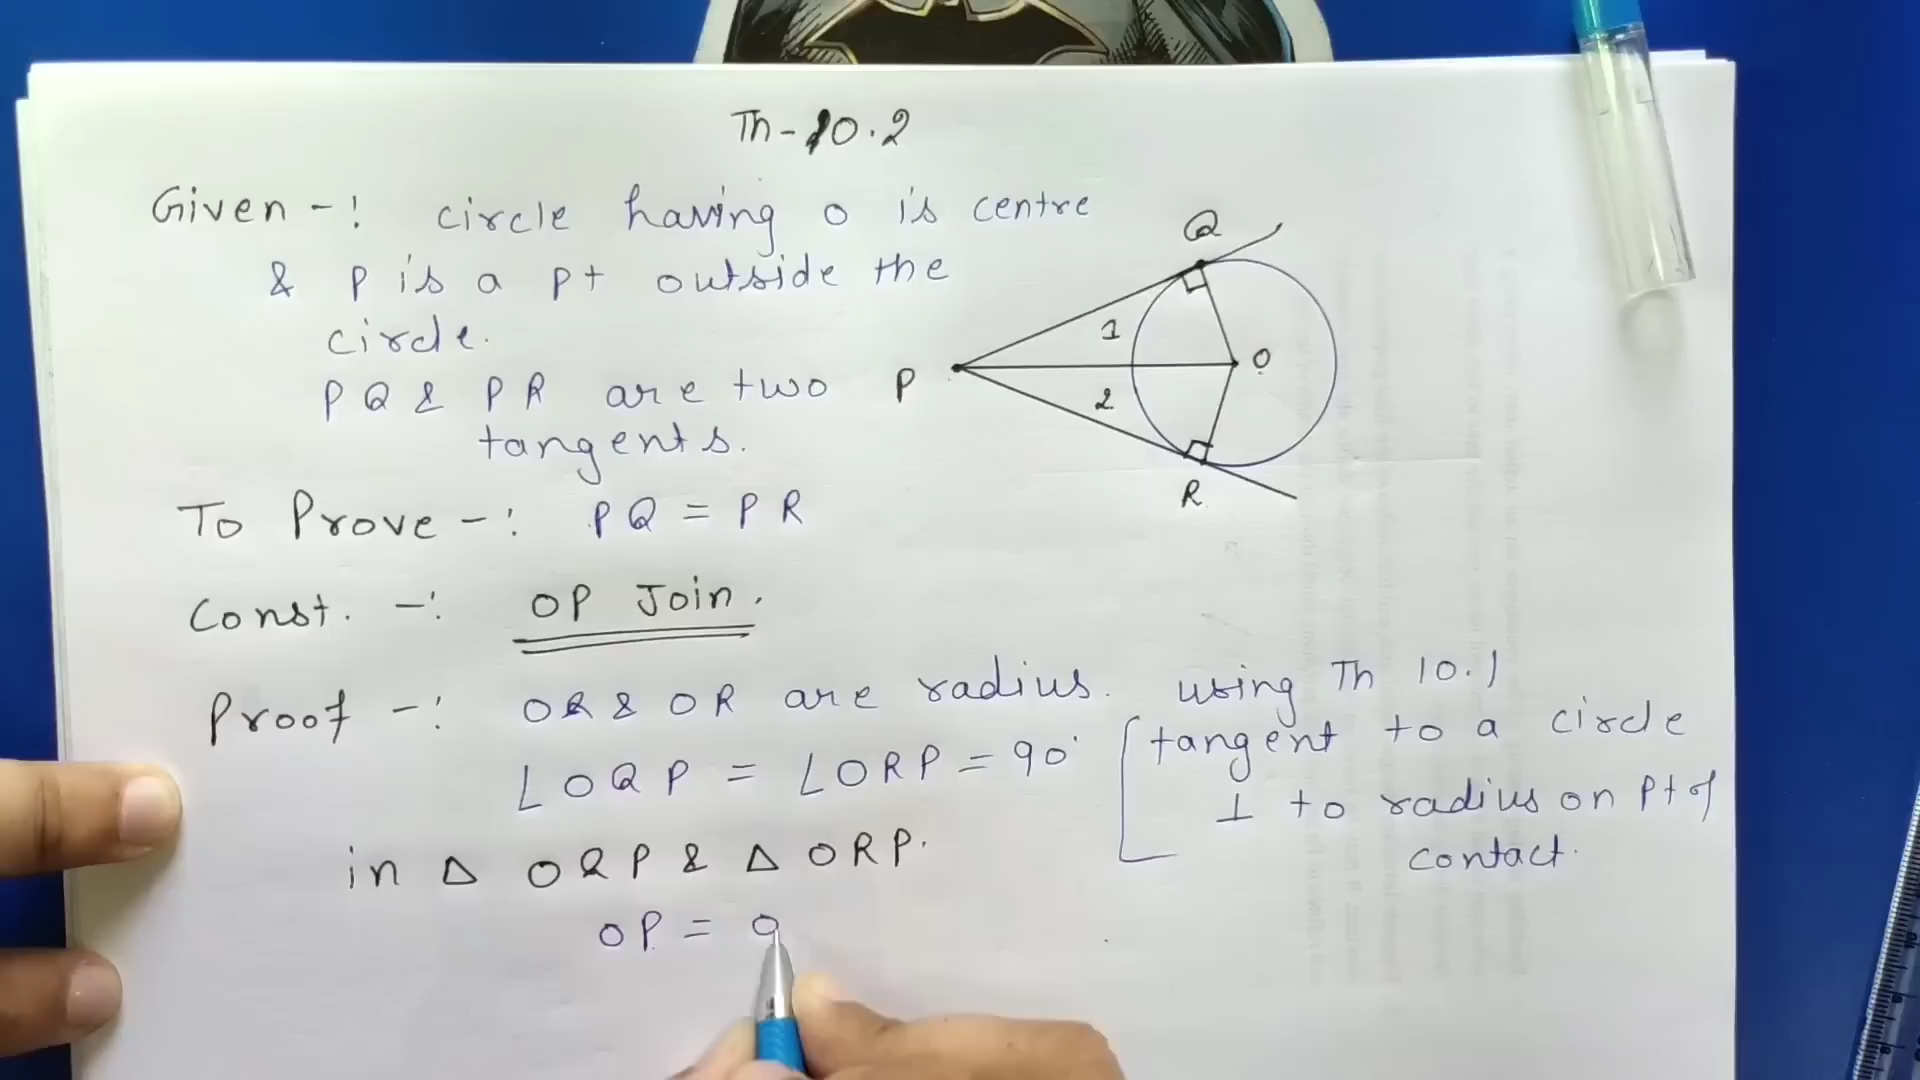 Th-10.2
Given -: circle having O is centre
& P is a pt outside the
circle.
PQ & PR are two
tangents.
Q
1
P
O
2
R
To Prove -: PQ = PR
Const. -: OP Join.
Proof -: OQ & OR are radius.
∠OQP = ∠ORP = 90°
using Th 10.1
tangent to a circle
⊥ to radius on Pt of
contact.
in △ OQP & △ ORP.
OP = O